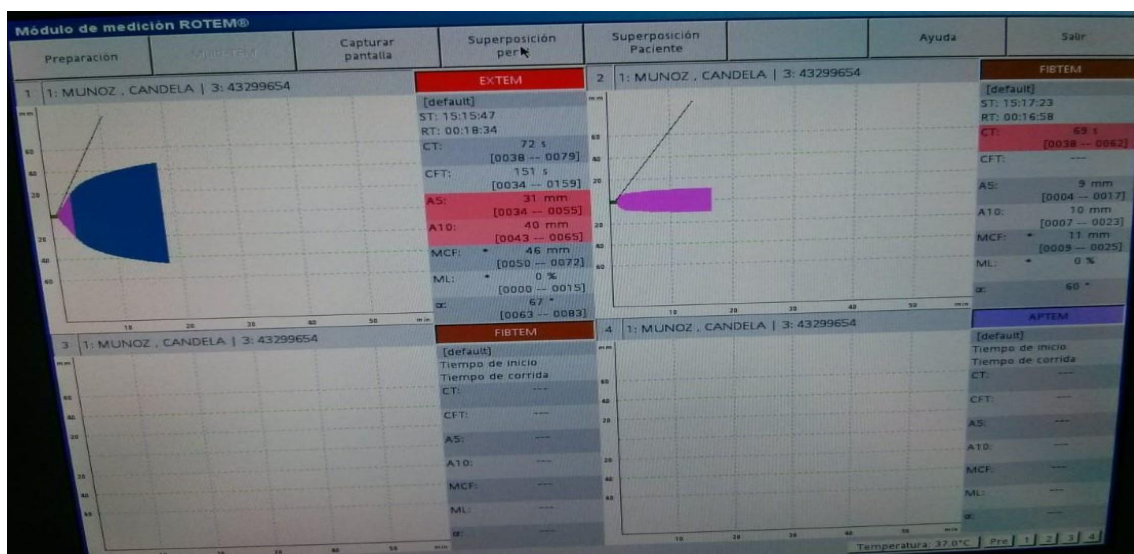 Módulo de medición ROTEM®
Preparación
Capturar pantalla
Superposición
Superposición Paciente
Ayuda
Salir
1 1: MUNOZ , CANDELA | 3: 43299654
EXTEM
[default]
ST: 15:15:47
RT: 00:18:34
CT: 72 s
[0038 -- 0079]
CFT: 151 s
[0034 -- 0159]
A5: 31 mm
[0034 -- 0055]
A10: 40 mm
[0043 -- 0065]
MCF: * 46 mm
[0050 -- 0072]
ML: * 0 %
[0000 -- 0015]
α: 67 °
[0063 -- 0083]
2 1: MUNOZ , CANDELA | 3: 43299654
FIBTEM
[default]
ST: 15:17:23
RT: 00:16:58
CT: 69 s
[0038 -- 0062]
CFT: ---
A5: 9 mm
[0004 -- 0017]
A10: 10 mm
[0007 -- 0023]
MCF: * 11 mm
[0009 -- 0025]
ML: * 0 %
α: 60 °
3 1: MUNOZ , CANDELA | 3: 43299654
FIBTEM
[default]
Tiempo de inicio
Tiempo de corrida
CT: ---
CFT: ---
A5: ---
A10: ---
MCF: ---
ML: ---
α: ---
4 1: MUNOZ , CANDELA | 3: 43299654
APTEM
[default]
Tiempo de inicio
Tiempo de corrida
CT: ---
CFT: ---
A5: ---
A10: ---
MCF: ---
ML: ---
α: ---
Temperatura: 37.0°C Pre 1 2 3 4